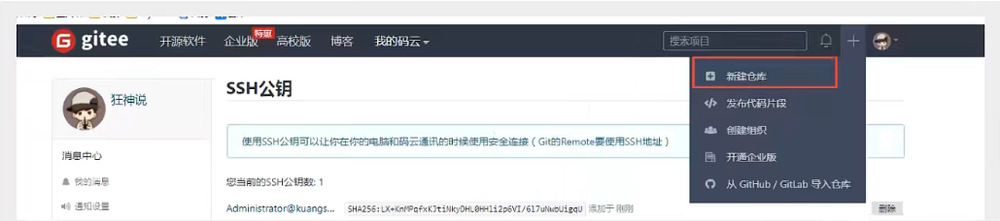 gitee 开源软件 企业版 特惠 高校版 博客 我的码云 搜索项目
狂神说
消息中心
我的消息
通知设置
SSH公钥
使用SSH公钥可以让你在你的电脑和码云通讯的时候使用安全连接（Git的Remote要使用SSH地址）
您当前的SSH公钥数: 1
Administrator@kuangs... 添加于 刚刚 删除
新建仓库
发布代码片段
创建组织
开通企业版
从 GitHub / GitLab 导入仓库